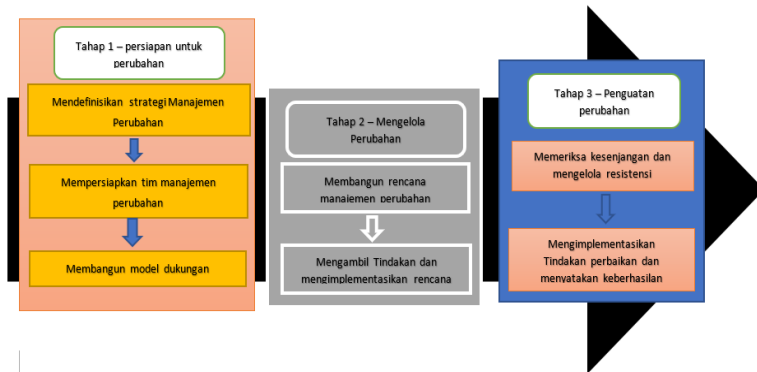 Tahap 1 – persiapan untuk
perubahan
Mendefinisikan strategi Manajemen
Perubahan
Mempersiapkan tim manajemen
perubahan
Membangun model dukungan
Tahap 2 – Mengelola
Perubahan
Membangun rencana
manajemen perubahan
Mengambil Tindakan dan
mengimplementasikan rencana
Tahap 3 – Penguatan
perubahan
Memeriksa kesenjangan dan
mengelola resistensi
Mengimplementasikan
Tindakan perbaikan dan
menyatakan keberhasilan